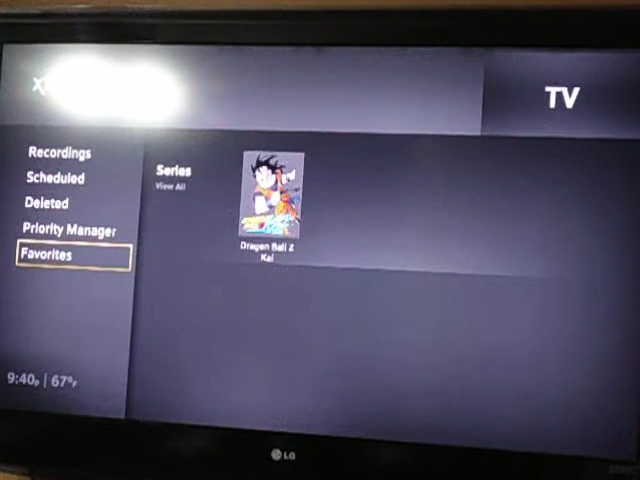 TV
Recordings
Scheduled
Deleted
Priority Manager
Favorites
Series
View All
Dragon Ball Z
Kai
9:40p | 67°F
LG